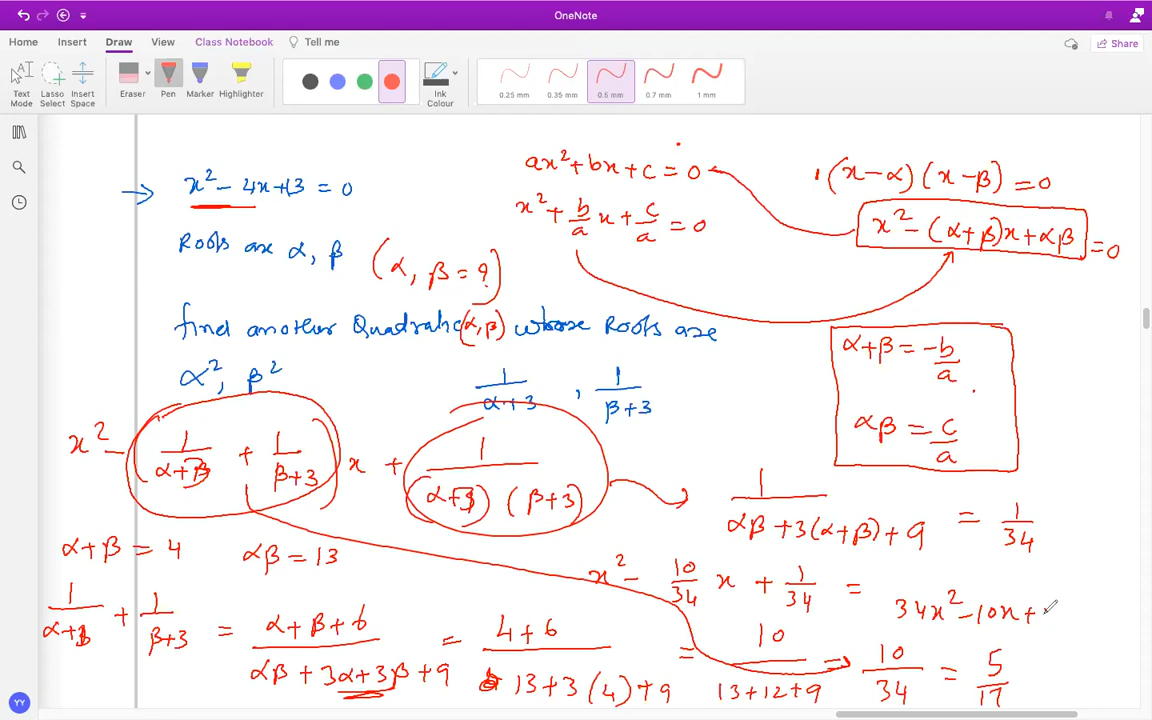 OneNote
Home Insert Draw View Class Notebook Tell me
Share
Text Mode
Lasso Select
Insert Space
Eraser
Pen
Marker
Highlighter
0.25 mm
0.35 mm
0.5 mm
0.7 mm
1 mm
Ink Colour
→ x² - 4x+13 = 0
ax²+bx+c = 0
1(x-α)(x-β) = 0
x² + b/a x + c/a = 0
x² - (α+β)x + αβ = 0
Roots are α, β (α, β = ?)
find another Quadratic (α,β) whose Roots are
α², β²
1/(α+3) , 1/(β+3)
α+β = -b/a
αβ = c/a
x² - 1/(α+3) + 1/(β+3) x + 1/((α+3)(β+3))
1/(αβ+3(α+β)+9) = 1/34
α+β = 4 αβ = 13
x² - 10/34 x + 1/34 = 34x²-10x+
1/(α+3) + 1/(β+3) = (α+β+6)/(αβ+3α+3β+9) = (4+6)/(13+3(4)+9) = 10/(13+12+9) = 10/34 = 5/17
YY